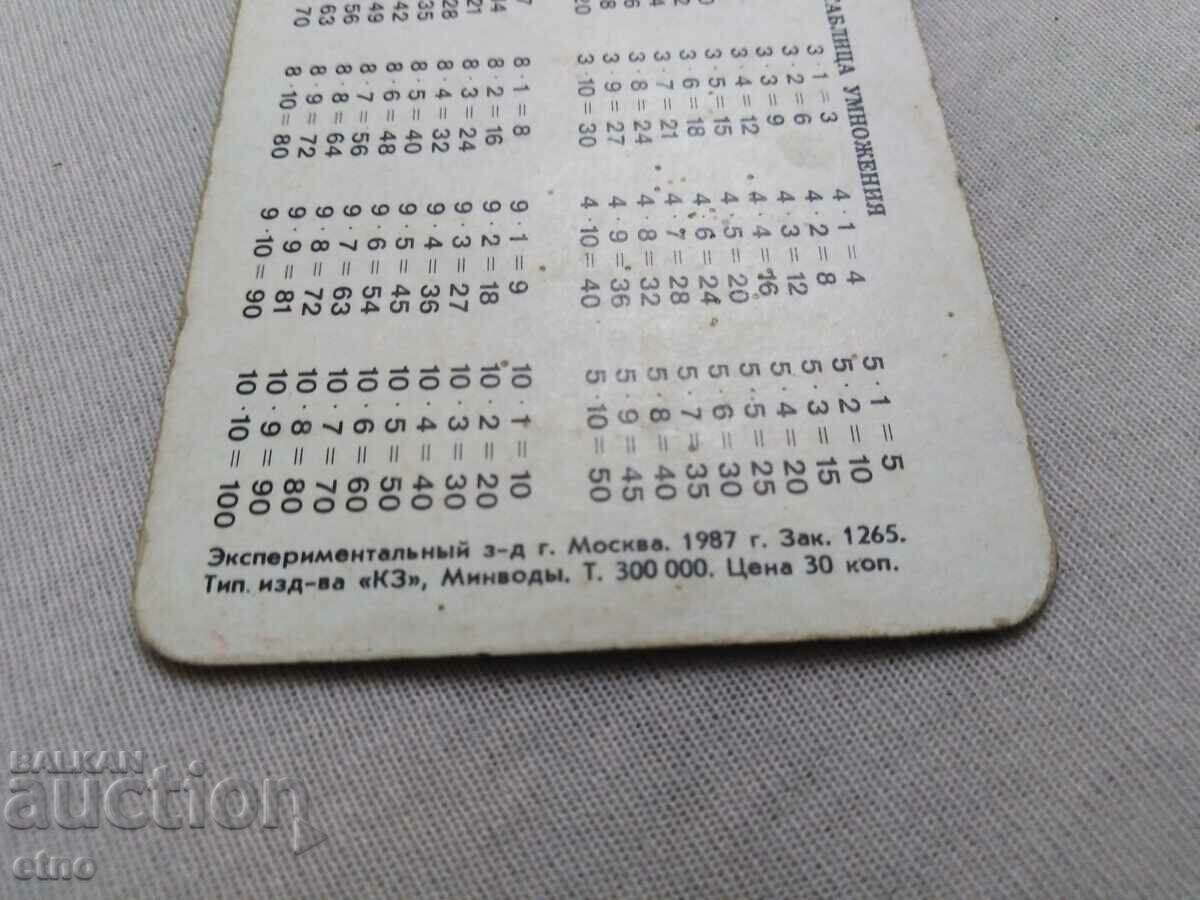 ТАБЛИЦА УМНОЖЕНИЯ
3 · 1 = 3
3 · 2 = 6
3 · 3 = 9
3 · 4 = 12
3 · 5 = 15
3 · 6 = 18
3 · 7 = 21
3 · 8 = 24
3 · 9 = 27
3 · 10 = 30
4 · 1 = 4
4 · 2 = 8
4 · 3 = 12
4 · 4 = 16
4 · 5 = 20
4 · 6 = 24
4 · 7 = 28
4 · 8 = 32
4 · 9 = 36
4 · 10 = 40
5 · 1 = 5
5 · 2 = 10
5 · 3 = 15
5 · 4 = 20
5 · 5 = 25
5 · 6 = 30
5 · 7 = 35
5 · 8 = 40
5 · 9 = 45
5 · 10 = 50
7
14
21
28
35
42
49
56
63
70
8 · 1 = 8
8 · 2 = 16
8 · 3 = 24
8 · 4 = 32
8 · 5 = 40
8 · 6 = 48
8 · 7 = 56
8 · 8 = 64
8 · 9 = 72
8 · 10 = 80
9 · 1 = 9
9 · 2 = 18
9 · 3 = 27
9 · 4 = 36
9 · 5 = 45
9 · 6 = 54
9 · 7 = 63
9 · 8 = 72
9 · 9 = 81
9 · 10 = 90
10 · 1 = 10
10 · 2 = 20
10 · 3 = 30
10 · 4 = 40
10 · 5 = 50
10 · 6 = 60
10 · 7 = 70
10 · 8 = 80
10 · 9 = 90
10 · 10 = 100
Экспериментальный з-д г. Москва. 1987 г. Зак. 1265.
Тип. изд-ва «КЗ», Минводы. Т. 300 000. Цена 30 коп.
BALKAN
auction
etno